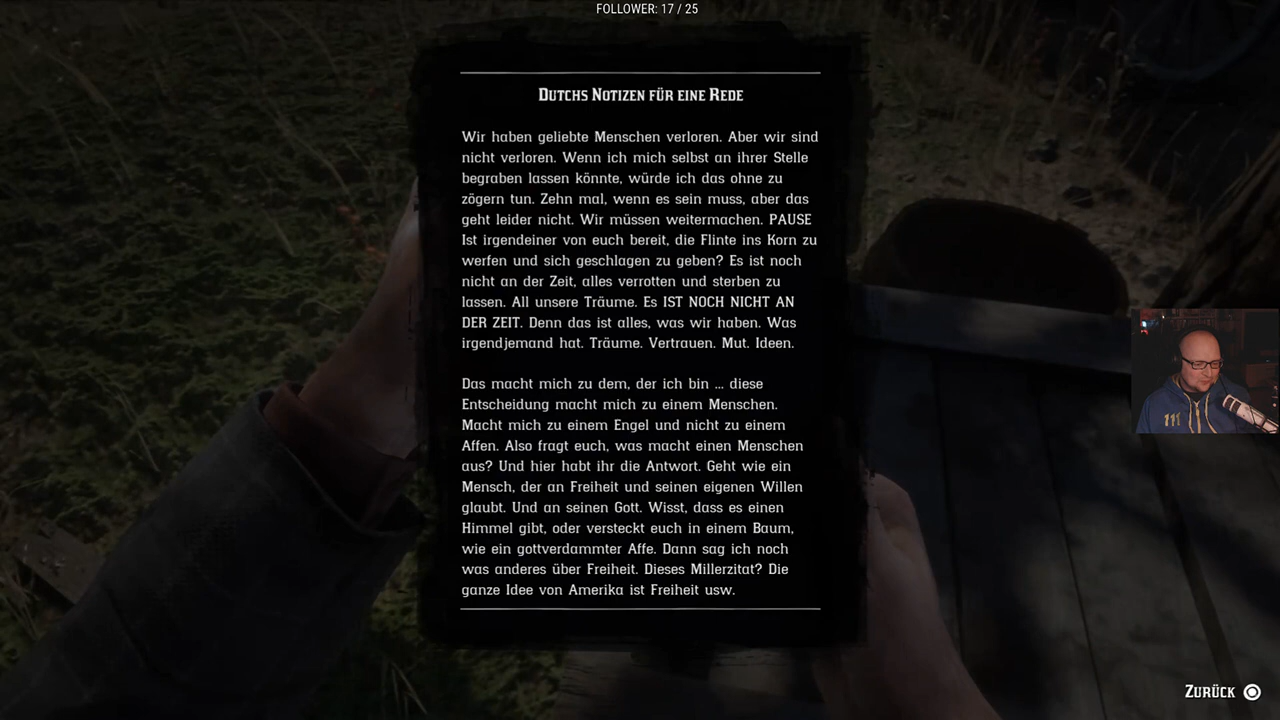 FOLLOWER: 17 / 25
DUTCHS NOTIZEN FÜR EINE REDE
Wir haben geliebte Menschen verloren. Aber wir sind
nicht verloren. Wenn ich mich selbst an ihrer Stelle
begraben lassen könnte, würde ich das ohne zu
zögern tun. Zehn mal, wenn es sein muss, aber das
geht leider nicht. Wir müssen weitermachen. PAUSE
Ist irgendeiner von euch bereit, die Flinte ins Korn zu
werfen und sich geschlagen zu geben? Es ist noch
nicht an der Zeit, alles verrotten und sterben zu
lassen. All unsere Träume. Es IST NOCH NICHT AN
DER ZEIT. Denn das ist alles, was wir haben. Was
irgendjemand hat. Träume. Vertrauen. Mut. Ideen.
Das macht mich zu dem, der ich bin ... diese
Entscheidung macht mich zu einem Menschen.
Macht mich zu einem Engel und nicht zu einem
Affen. Also fragt euch, was macht einen Menschen
aus? Und hier habt ihr die Antwort. Geht wie ein
Mensch, der an Freiheit und seinen eigenen Willen
glaubt. Und an seinen Gott. Wisst, dass es einen
Himmel gibt, oder versteckt euch in einem Baum,
wie ein gottverdammter Affe. Dann sag ich noch
was anderes über Freiheit. Dieses Millerzitat? Die
ganze Idee von Amerika ist Freiheit usw.
111
ZURÜCK